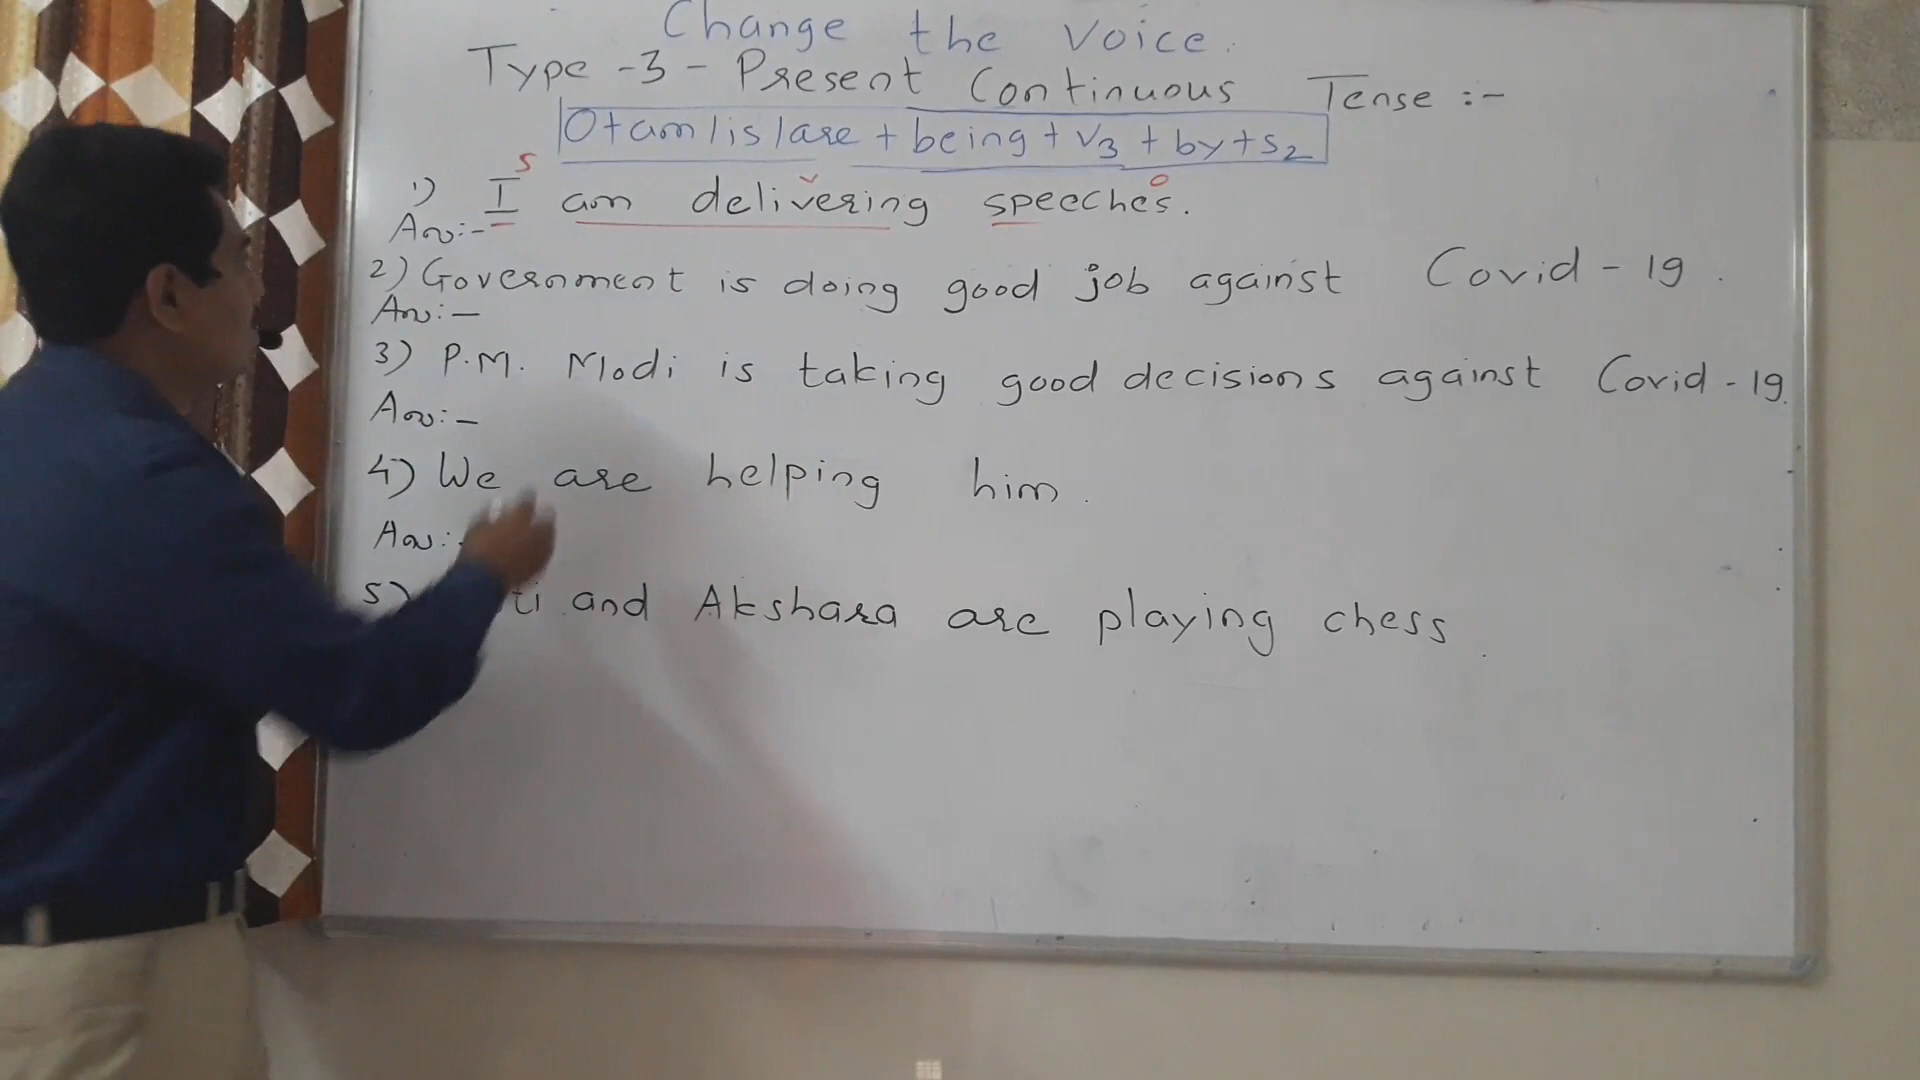 Change the Voice.
Type -3 - Present Continuous Tense :-
O+am/is/are + being + V3 + by + S2
S V O
1) I am delivering speeches.
Ans:-
2) Government is doing good job against Covid - 19.
Ans:-
3) P.M. Modi is taking good decisions against Covid - 19.
Ans:-
4) We are helping him.
Ans:-
5) and Akshara are playing chess.